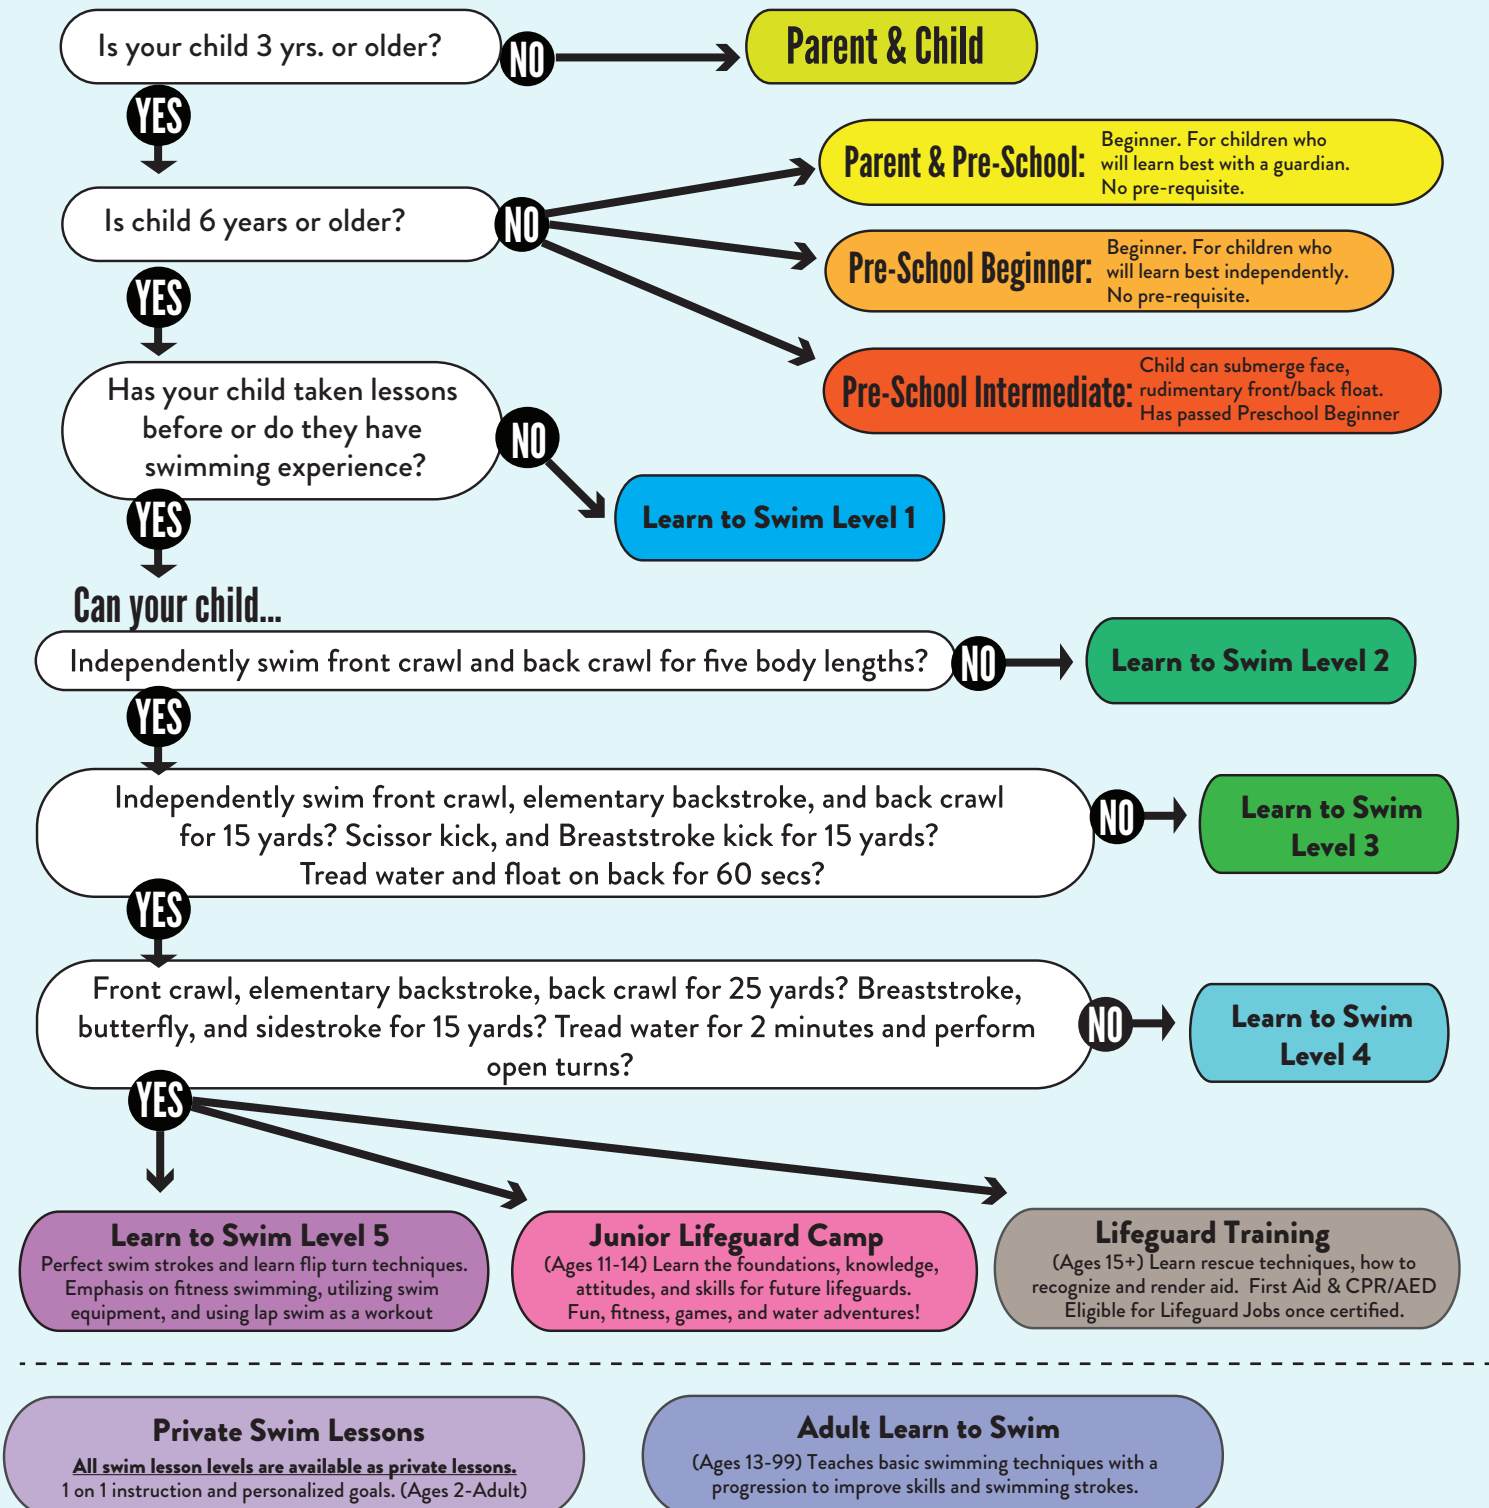 Is your child 3 yrs. or older?
NO
Parent & Child
YES
Is child 6 years or older?
NO
Parent & Pre-School:
Beginner. For children who
will learn best with a guardian.
No pre-requisite.
Pre-School Beginner:
Beginner. For children who
will learn best independently.
No pre-requisite.
Pre-School Intermediate:
Child can submerge face,
rudimentary front/back float.
Has passed Preschool Beginner
YES
Has your child taken lessons
before or do they have
swimming experience?
NO
Learn to Swim Level 1
YES
Can your child...
Independently swim front crawl and back crawl for five body lengths?
NO
Learn to Swim Level 2
YES
Independently swim front crawl, elementary backstroke, and back crawl
for 15 yards? Scissor kick, and Breaststroke kick for 15 yards?
Tread water and float on back for 60 secs?
NO
Learn to Swim
Level 3
YES
Front crawl, elementary backstroke, back crawl for 25 yards? Breaststroke,
butterfly, and sidestroke for 15 yards? Tread water for 2 minutes and perform
open turns?
NO
Learn to Swim
Level 4
YES
Learn to Swim Level 5
Perfect swim strokes and learn flip turn techniques.
Emphasis on fitness swimming, utilizing swim
equipment, and using lap swim as a workout
Junior Lifeguard Camp
(Ages 11-14) Learn the foundations, knowledge,
attitudes, and skills for future lifeguards.
Fun, fitness, games, and water adventures!
Lifeguard Training
(Ages 15+) Learn rescue techniques, how to
recognize and render aid. First Aid & CPR/AED
Eligible for Lifeguard Jobs once certified.
Private Swim Lessons
All swim lesson levels are available as private lessons.
1 on 1 instruction and personalized goals. (Ages 2-Adult)
Adult Learn to Swim
(Ages 13-99) Teaches basic swimming techniques with a
progression to improve skills and swimming strokes.